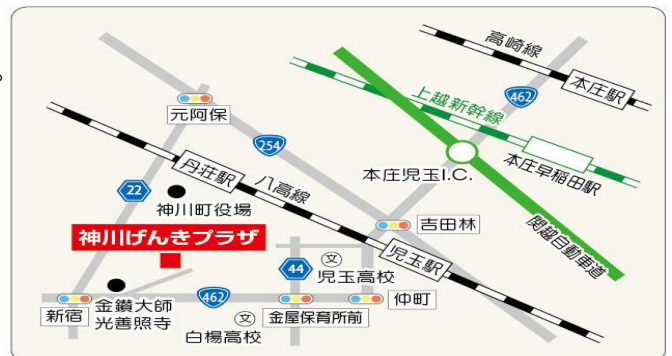 高崎線
本庄駅
462
上越新幹線
元阿保
254
本庄早稲田駅
本庄児玉I.C.
丹荘駅
八高線
22
神川町役場
関越自動車道
吉田林
神川げんきプラザ
児玉駅
文
44
児玉高校
462
仲町
新宿
金鑚大師
光善照寺
文
白楊高校
金屋保育所前